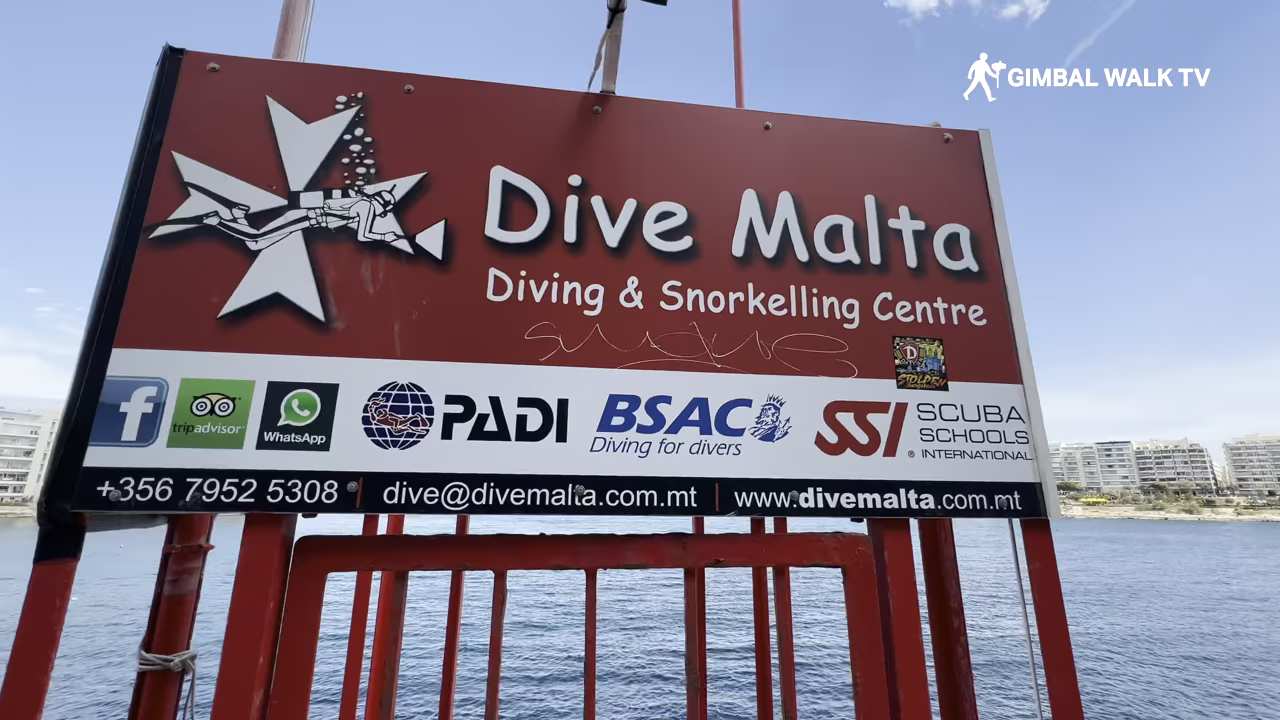 GIMBAL WALK TV
Dive Malta
Diving & Snorkelling Centre
f
tripadvisor
WhatsApp
PADI
BSAC
Diving for divers
SSI
SCUBA
SCHOOLS
INTERNATIONAL
+356 7952 5308 | dive@divemalta.com.mt | www.divemalta.com.mt